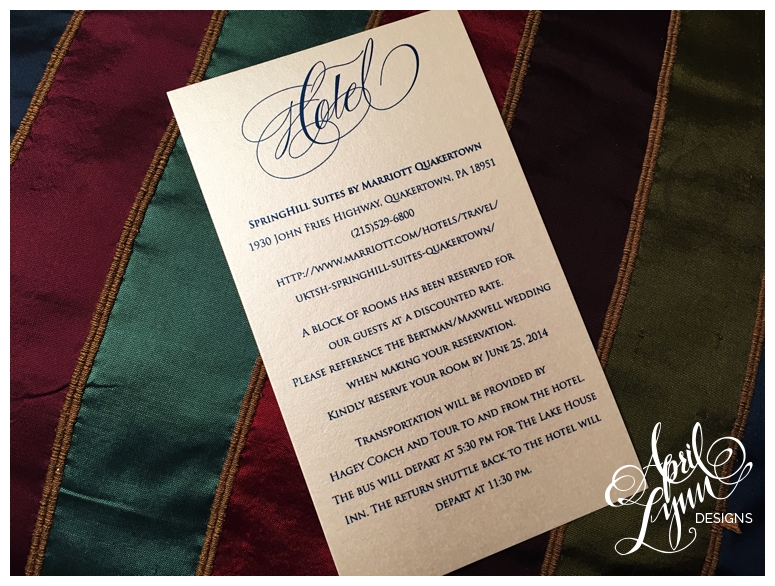 Hotel
SpringHill Suites by Marriott Quakertown
1930 John Fries Highway, Quakertown, PA 18951
(215)529-6800
http://www.marriott.com/hotels/travel/
uktsh-springhill-suites-quakertown/
A block of rooms has been reserved for
our guests at a discounted rate.
Please reference the Bertman/Maxwell wedding
when making your reservation.
Kindly reserve your room by June 25, 2014
Transportation will be provided by
Hagey Coach and Tour to and from the hotel.
The bus will depart at 5:30 pm for The Lake House
Inn. The return shuttle back to the hotel will
depart at 11:30 pm.
April
Lynn
DESIGNS